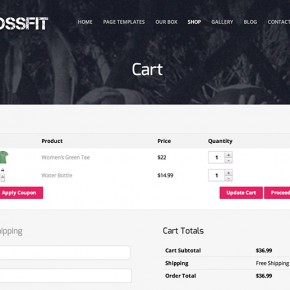 OSSFIT
HOME PAGE TEMPLATES OUR BOX SHOP GALLERY BLOG CONTACT
Cart
Product Price Quantity
Women's Green Tee $22 1
Water Bottle $14.99 1
Apply Coupon Update Cart Proceed
hipping Cart Totals
Cart Subtotal $36.99
Shipping Free Shipping
Order Total $36.99